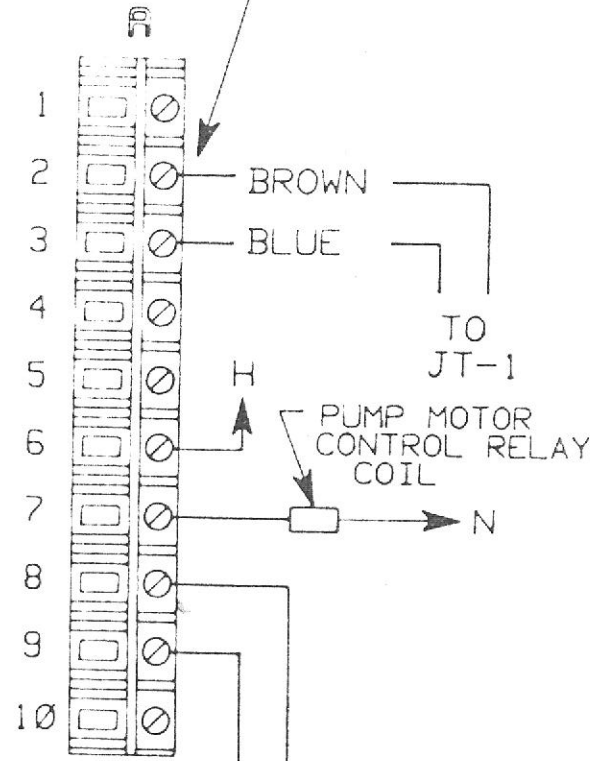 1
2 BROWN
3 BLUE
4
TO
JT-1
5 H
PUMP MOTOR
CONTROL RELAY
COIL
6
7 N
8
9
10